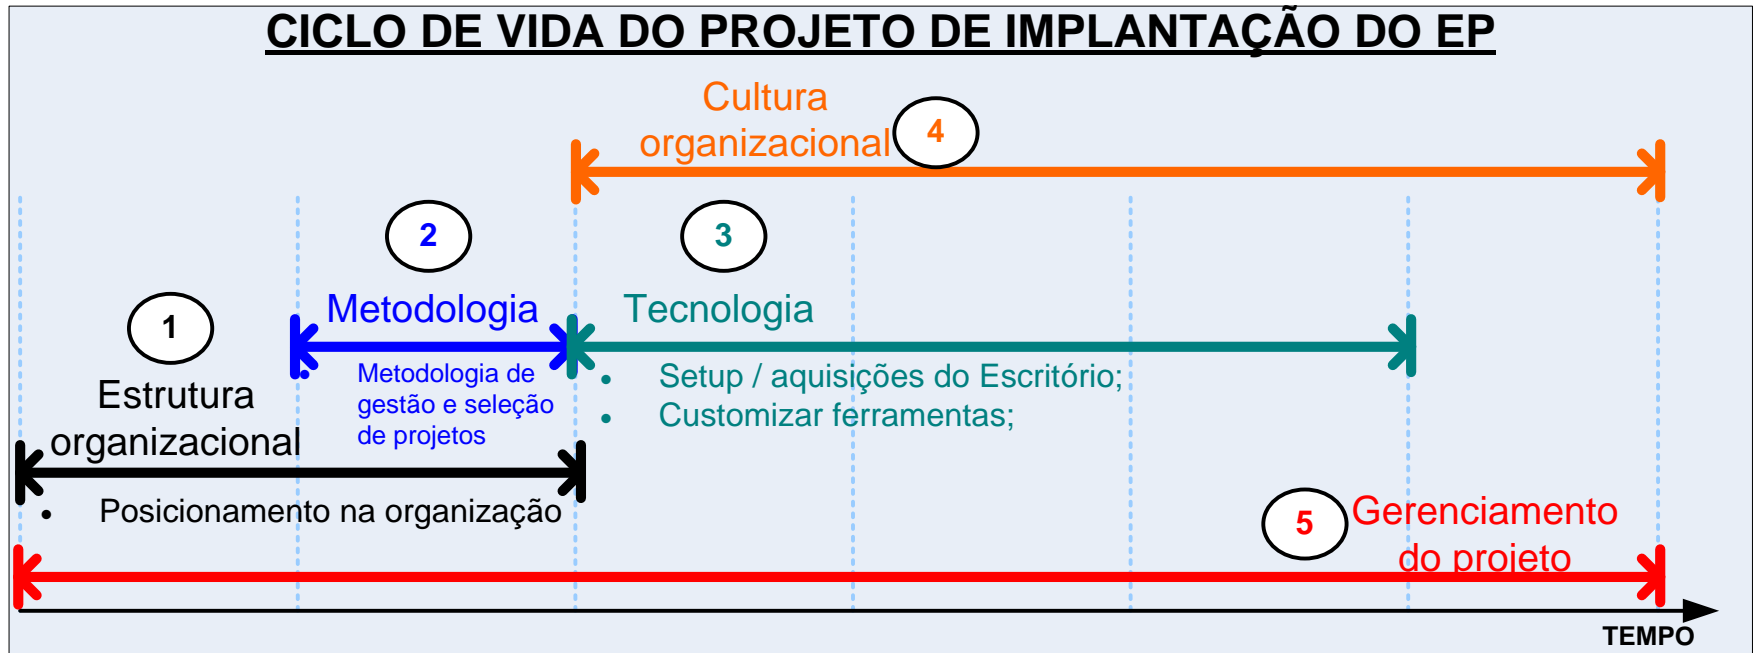 CICLO DE VIDA DO PROJETO DE IMPLANTAÇÃO DO EP
Cultura
organizacional
4
2
3
Metodologia
Tecnologia
1
• Metodologia de
gestão e seleção
de projetos
• Setup / aquisições do Escritório;
• Customizar ferramentas;
Estrutura
organizacional
• Posicionamento na organização
5
Gerenciamento
do projeto
TEMPO